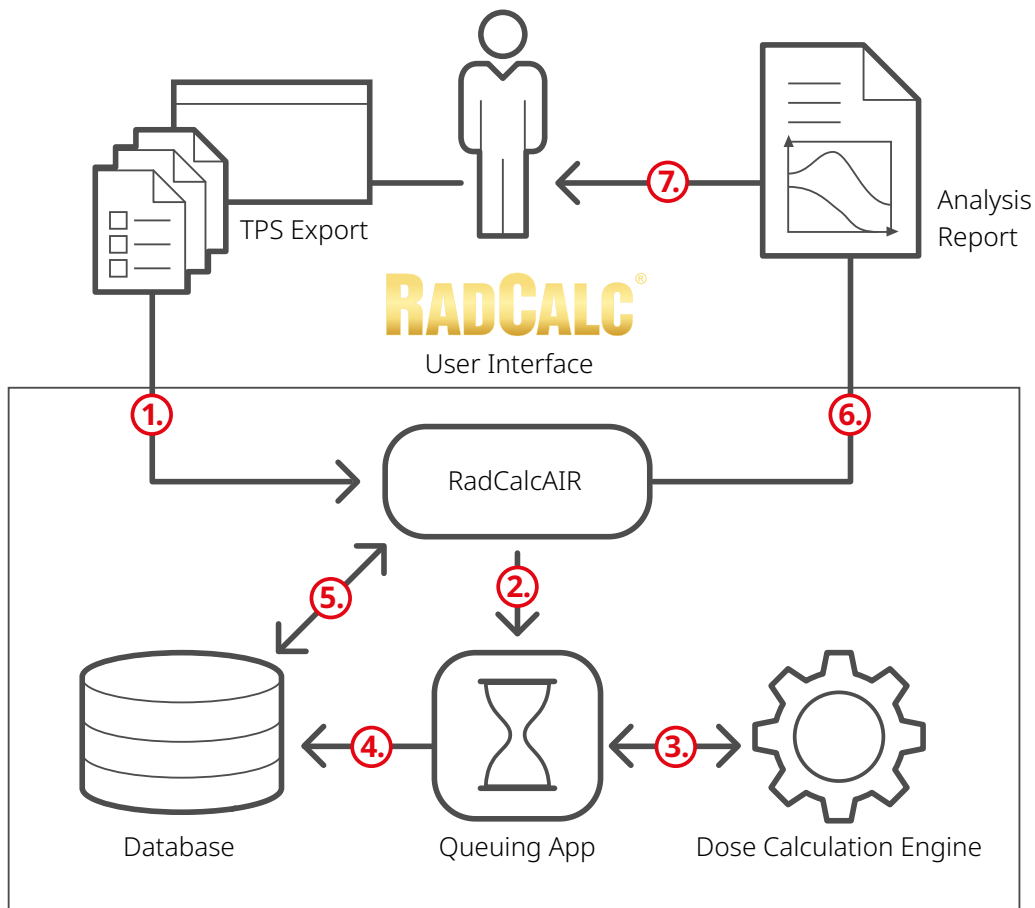 7.
TPS Export
Analysis
Report
RADCALC®
User Interface
1.
6.
RadCalcAIR
2.
5.
4.
3.
Database
Queuing App
Dose Calculation Engine